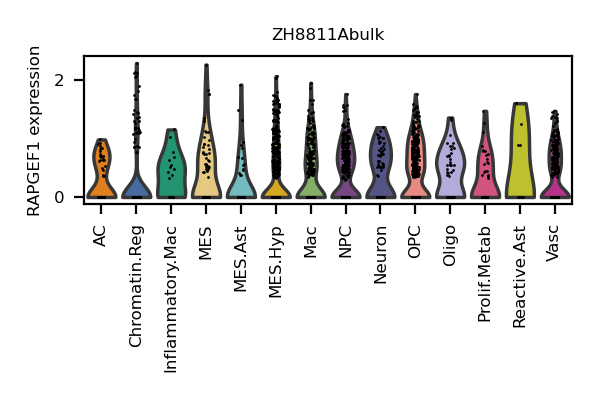 ZH8811Abulk
RAPGEF1 expression
2
0
AC
Chromatin.Reg
Inflammatory.Mac
MES
MES.Ast
MES.Hyp
Mac
NPC
Neuron
OPC
Oligo
Prolif.Metab
Reactive.Ast
Vasc